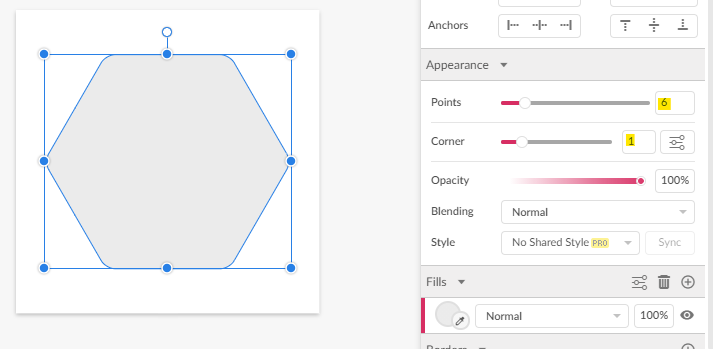 Anchors
Appearance
Points 6
Corner 1
Opacity 100%
Blending Normal
Style No Shared Style PRO Sync
Fills
Normal 100%
Borders